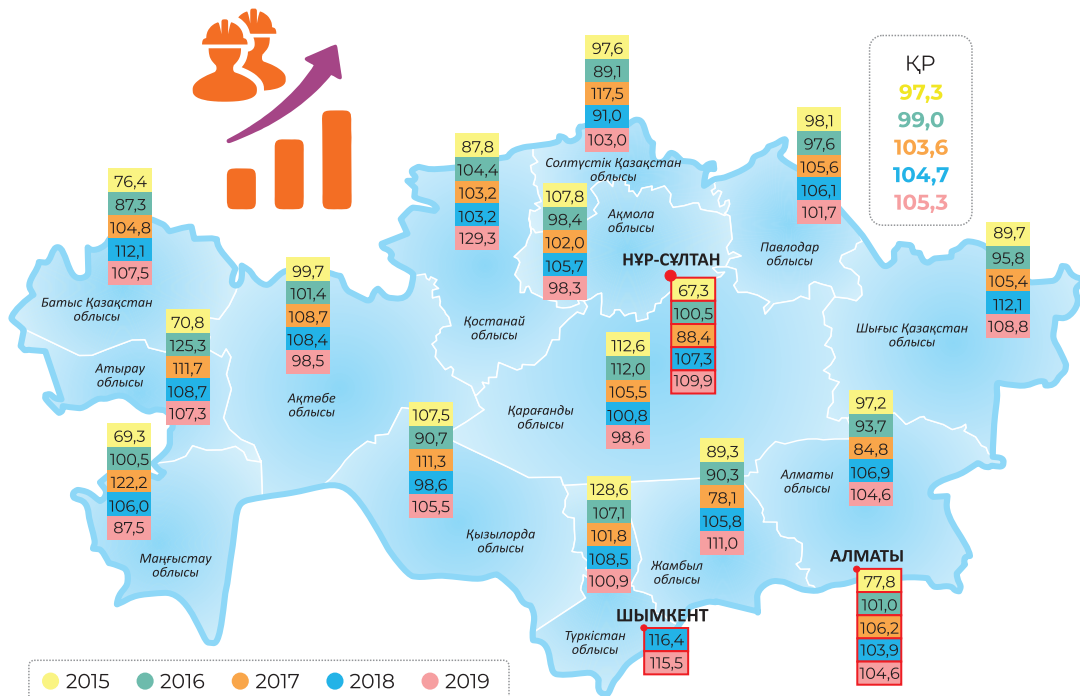 97,6
89,1
117,5
91,0
103,0
Солтүстік Қазақстан
облысы
ҚР
97,3
99,0
103,6
104,7
105,3
98,1
97,6
105,6
106,1
101,7
Павлодар
облысы
87,8
104,4
103,2
103,2
129,3
Қостанай
облысы
107,8
98,4
102,0
105,7
98,3
Ақмола
облысы
НҰР-СҰЛТАН
67,3
100,5
88,4
107,3
109,9
76,4
87,3
104,8
112,1
107,5
Батыс Қазақстан
облысы
89,7
95,8
105,4
112,1
108,8
Шығыс Қазақстан
облысы
99,7
101,4
108,7
108,4
98,5
Ақтөбе
облысы
70,8
125,3
111,7
108,7
107,3
Атырау
облысы
112,6
112,0
105,5
100,8
98,6
Қарағанды
облысы
97,2
93,7
84,8
106,9
104,6
Алматы
облысы
107,5
90,7
111,3
98,6
105,5
Қызылорда
облысы
69,3
100,5
122,2
106,0
87,5
Маңғыстау
облысы
89,3
90,3
78,1
105,8
111,0
Жамбыл
облысы
128,6
107,1
101,8
108,5
100,9
Түркістан
облысы
ШЫМКЕНТ
116,4
115,5
АЛМАТЫ
77,8
101,0
106,2
103,9
104,6
2015 2016 2017 2018 2019